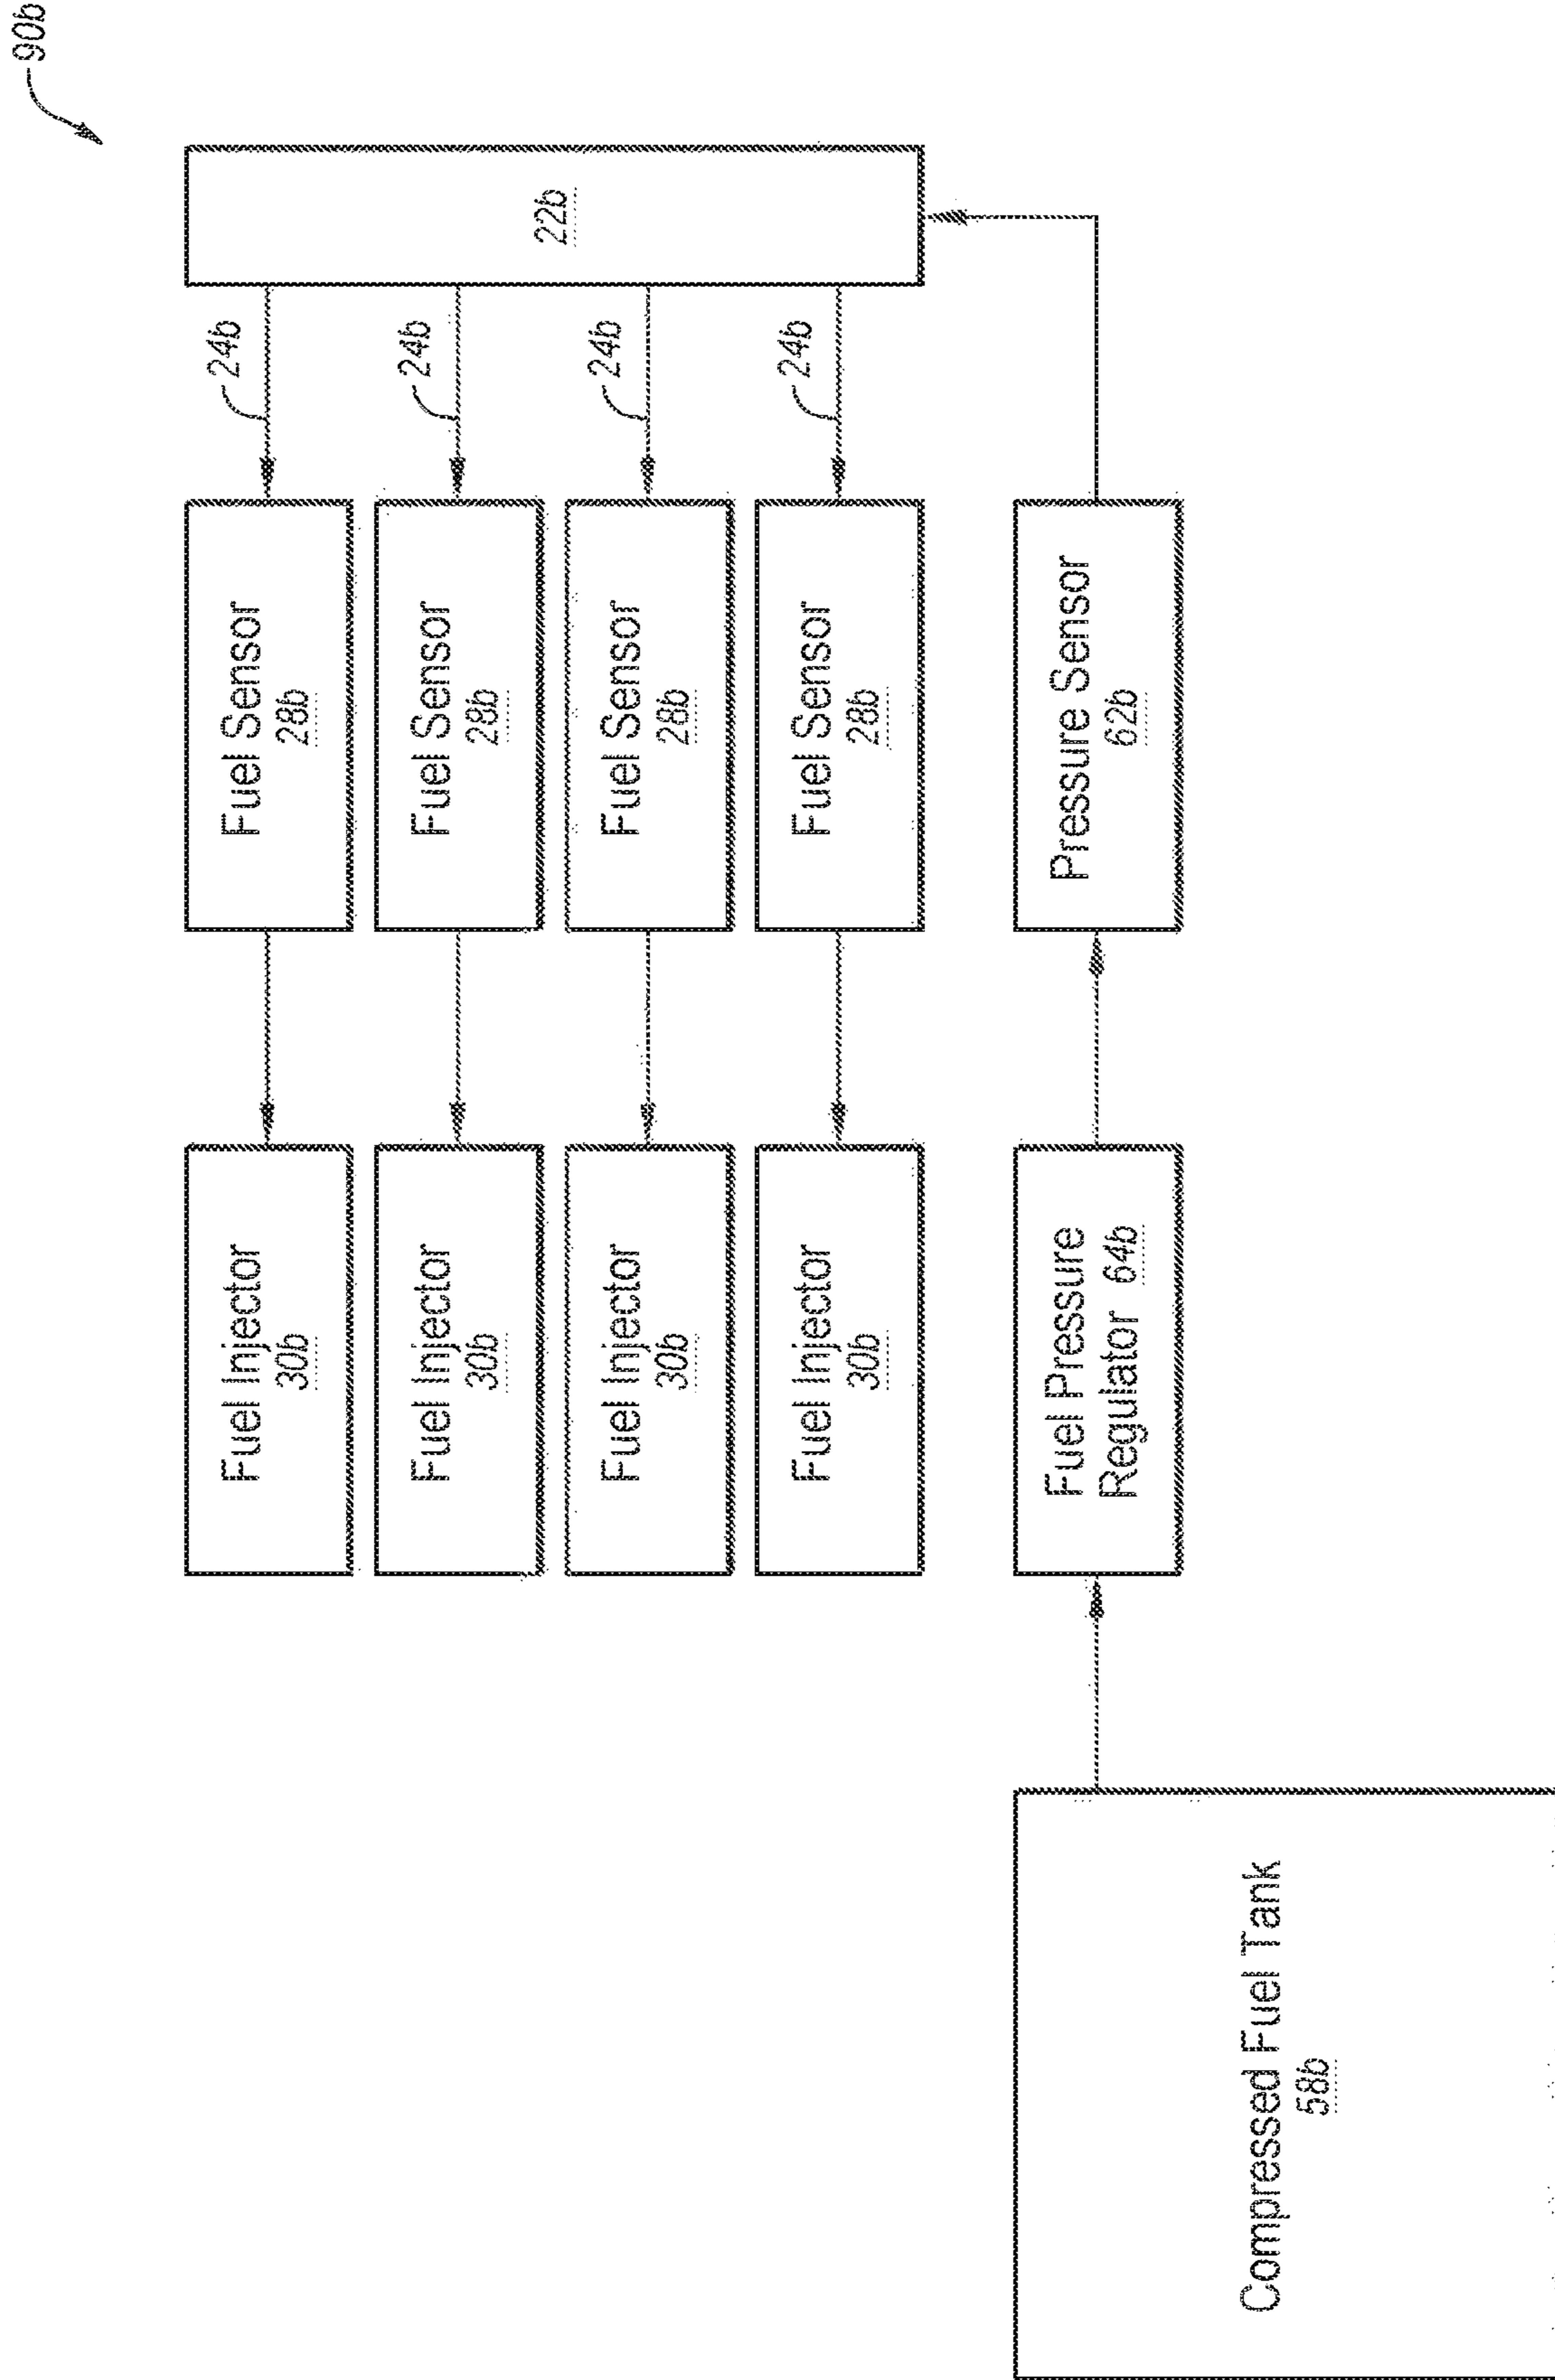 90b
22b
24b
24b
24b
24b
Fuel Sensor
28b
Fuel Sensor
28b
Fuel Sensor
28b
Fuel Sensor
28b
Pressure Sensor
62b
Fuel Injector
30b
Fuel Injector
30b
Fuel Injector
30b
Fuel Injector
30b
Fuel Pressure
Regulator 64b
Compressed Fuel Tank
58b